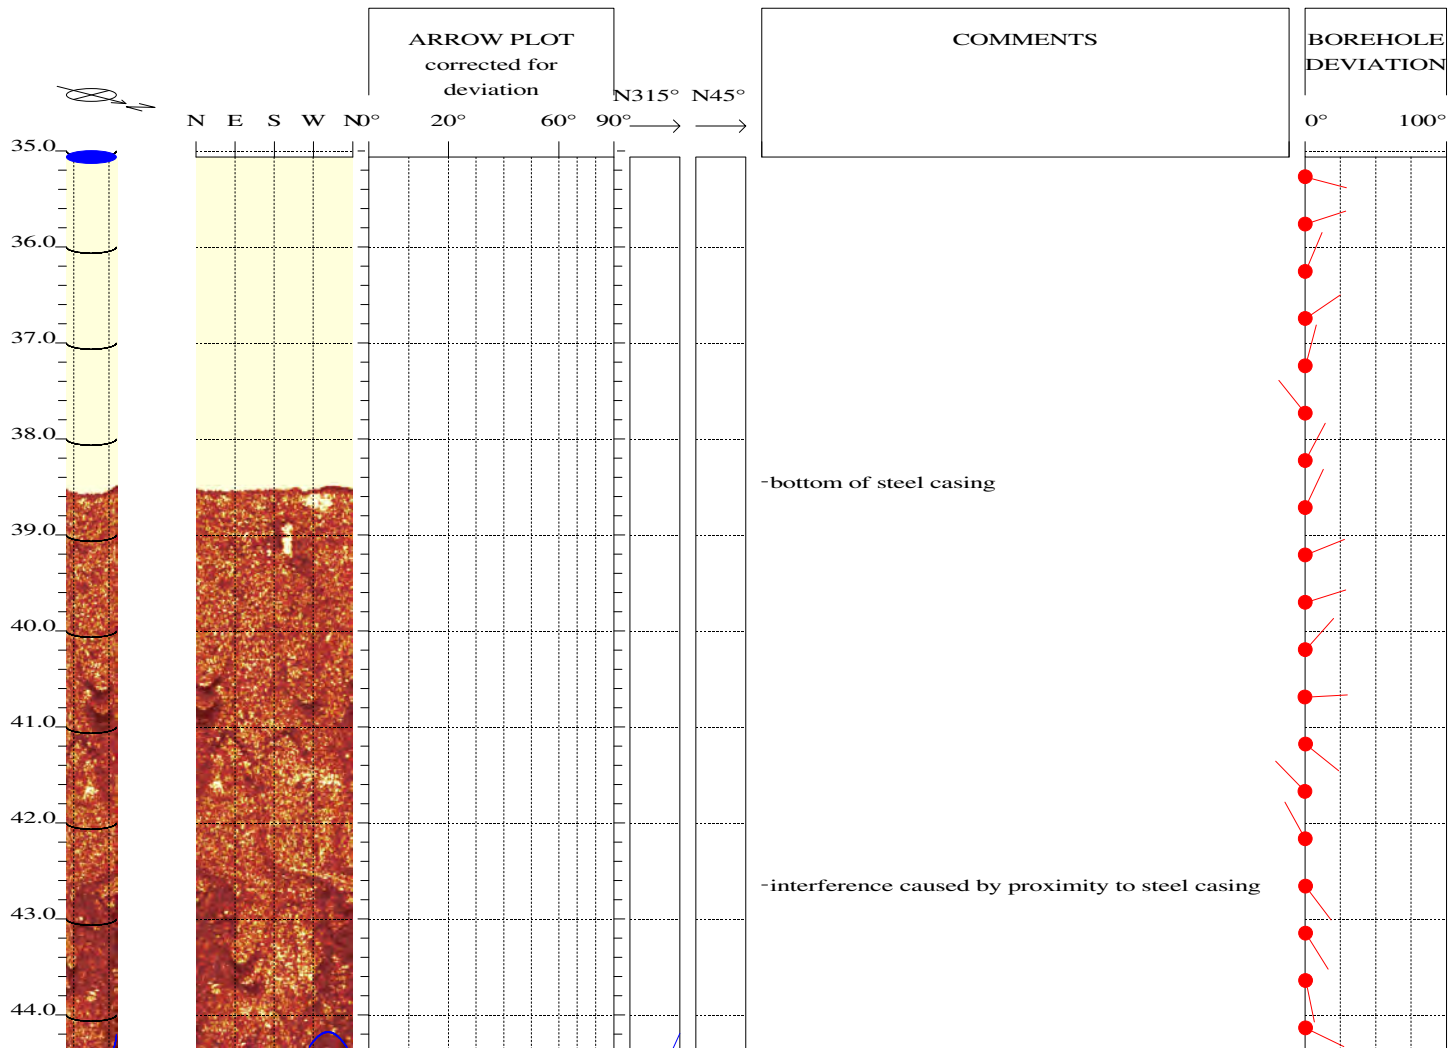 ARROW PLOT
corrected for
deviation
COMMENTS
BOREHOLE
DEVIATION
N
N315° N45°
N E S W N 0° 20° 60° 90°
0° 100°
35.0
36.0
37.0
38.0
-bottom of steel casing
39.0
40.0
41.0
42.0
-interference caused by proximity to steel casing
43.0
44.0